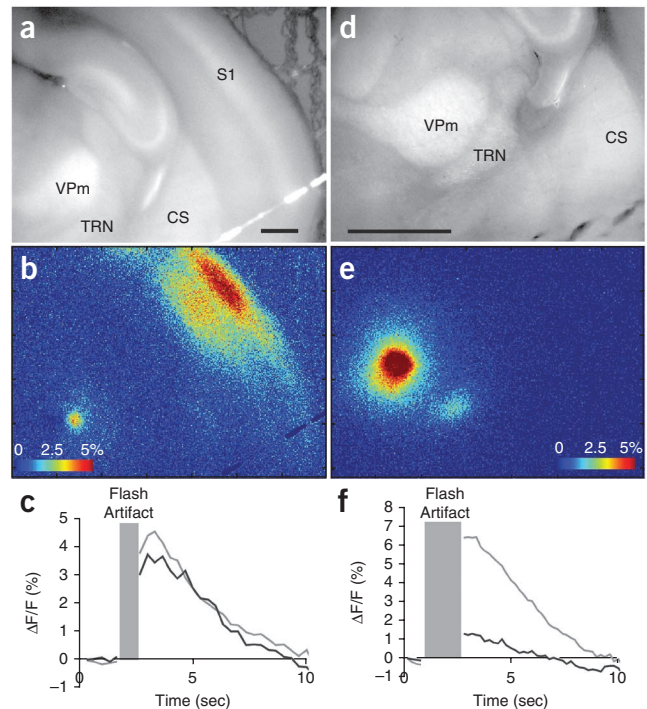 a
S1
VPm
TRN
CS
d
VPm
TRN
CS
b
0 2.5 5%
e
0 2.5 5%
c
Flash
Artifact
5
4
3
2
1
0
–1
ΔF/F (%)
0 5 10
Time (sec)
f
Flash
Artifact
8
7
6
5
4
3
2
1
0
–1
ΔF/F (%)
0 5 10
Time (sec)